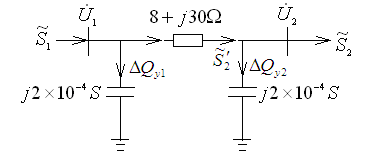 U̇₁ 8 + j30Ω U̇₂
S̃₁ S̃₂′ S̃₂
ΔQ_y1 ΔQ_y2
j2×10⁻⁴ S j2×10⁻⁴ S